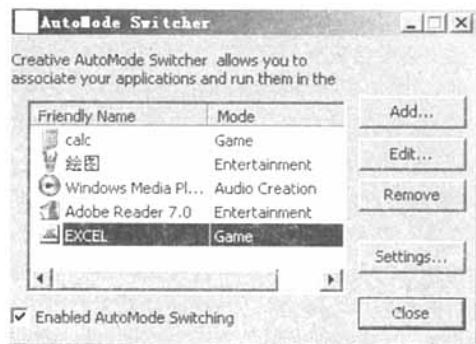 AutoMode Switcher
Creative AutoMode Switcher allows you to
associate your applications and run them in the
Friendly Name Mode
calc Game
绘图 Entertainment
Windows Media Pl... Audio Creation
Adobe Reader 7.0 Entertainment
EXCEL Game
Enabled AutoMode Switching
Add...
Edit...
Remove
Settings...
Close